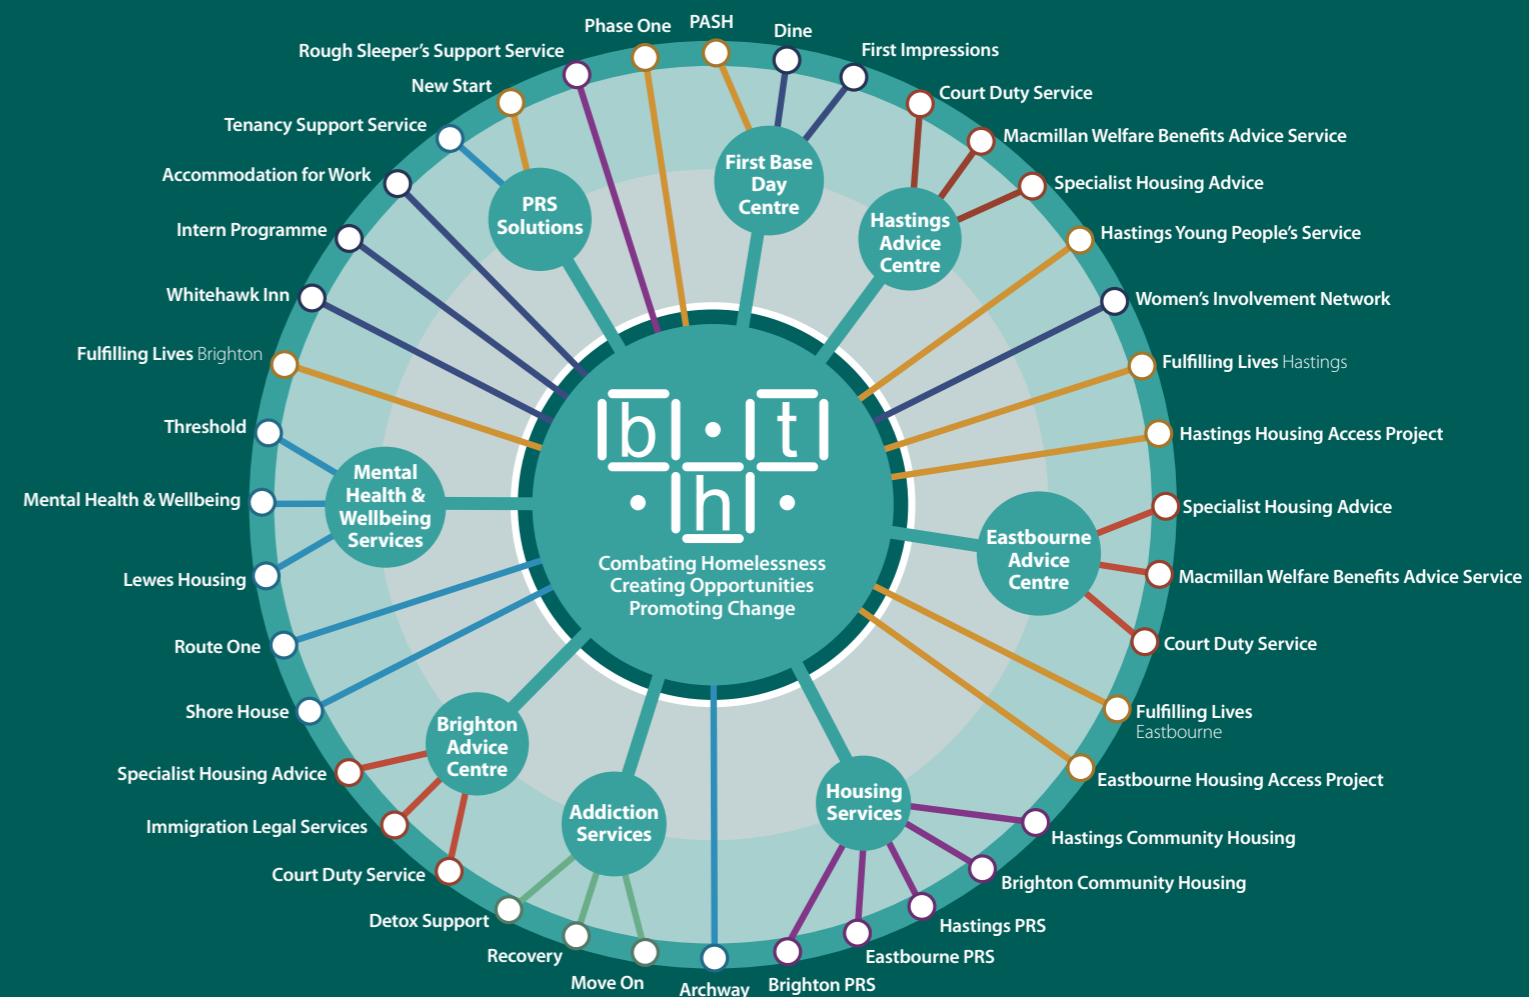 PASH
Dine
First Impressions
Court Duty Service
Macmillan Welfare Benefits Advice Service
Specialist Housing Advice
Hastings Young People's Service
Women's Involvement Network
Fulfilling Lives Hastings
Hastings Housing Access Project
Specialist Housing Advice
Macmillan Welfare Benefits Advice Service
Court Duty Service
Fulfilling Lives
Eastbourne
Eastbourne Housing Access Project
Hastings Community Housing
Brighton Community Housing
Hastings PRS
Eastbourne PRS
Brighton PRS
Archway
Move On
Recovery
Detox Support
Court Duty Service
Immigration Legal Services
Specialist Housing Advice
Shore House
Route One
Lewes Housing
Mental Health & Wellbeing
Threshold
Fulfilling Lives Brighton
Whitehawk Inn
Intern Programme
Accommodation for Work
Tenancy Support Service
New Start
Rough Sleeper's Support Service
Phase One
First Base
Day
Centre
Hastings
Advice
Centre
Eastbourne
Advice
Centre
Housing
Services
Addiction
Services
Brighton
Advice
Centre
Mental
Health &
Wellbeing
Services
PRS
Solutions
b t
h
Combating Homelessness
Creating Opportunities
Promoting Change